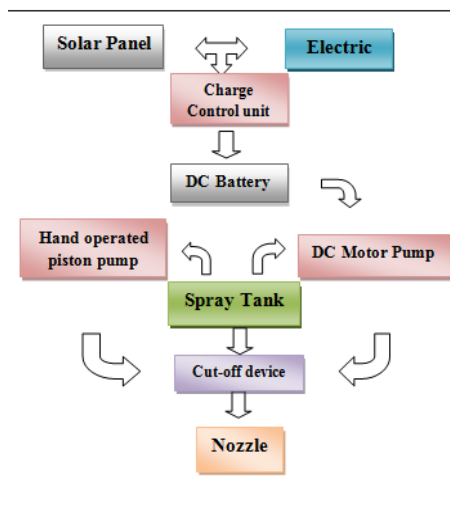 Solar Panel
Electric
Charge
Control unit
DC Battery
Hand operated
piston pump
DC Motor Pump
Spray Tank
Cut-off device
Nozzle